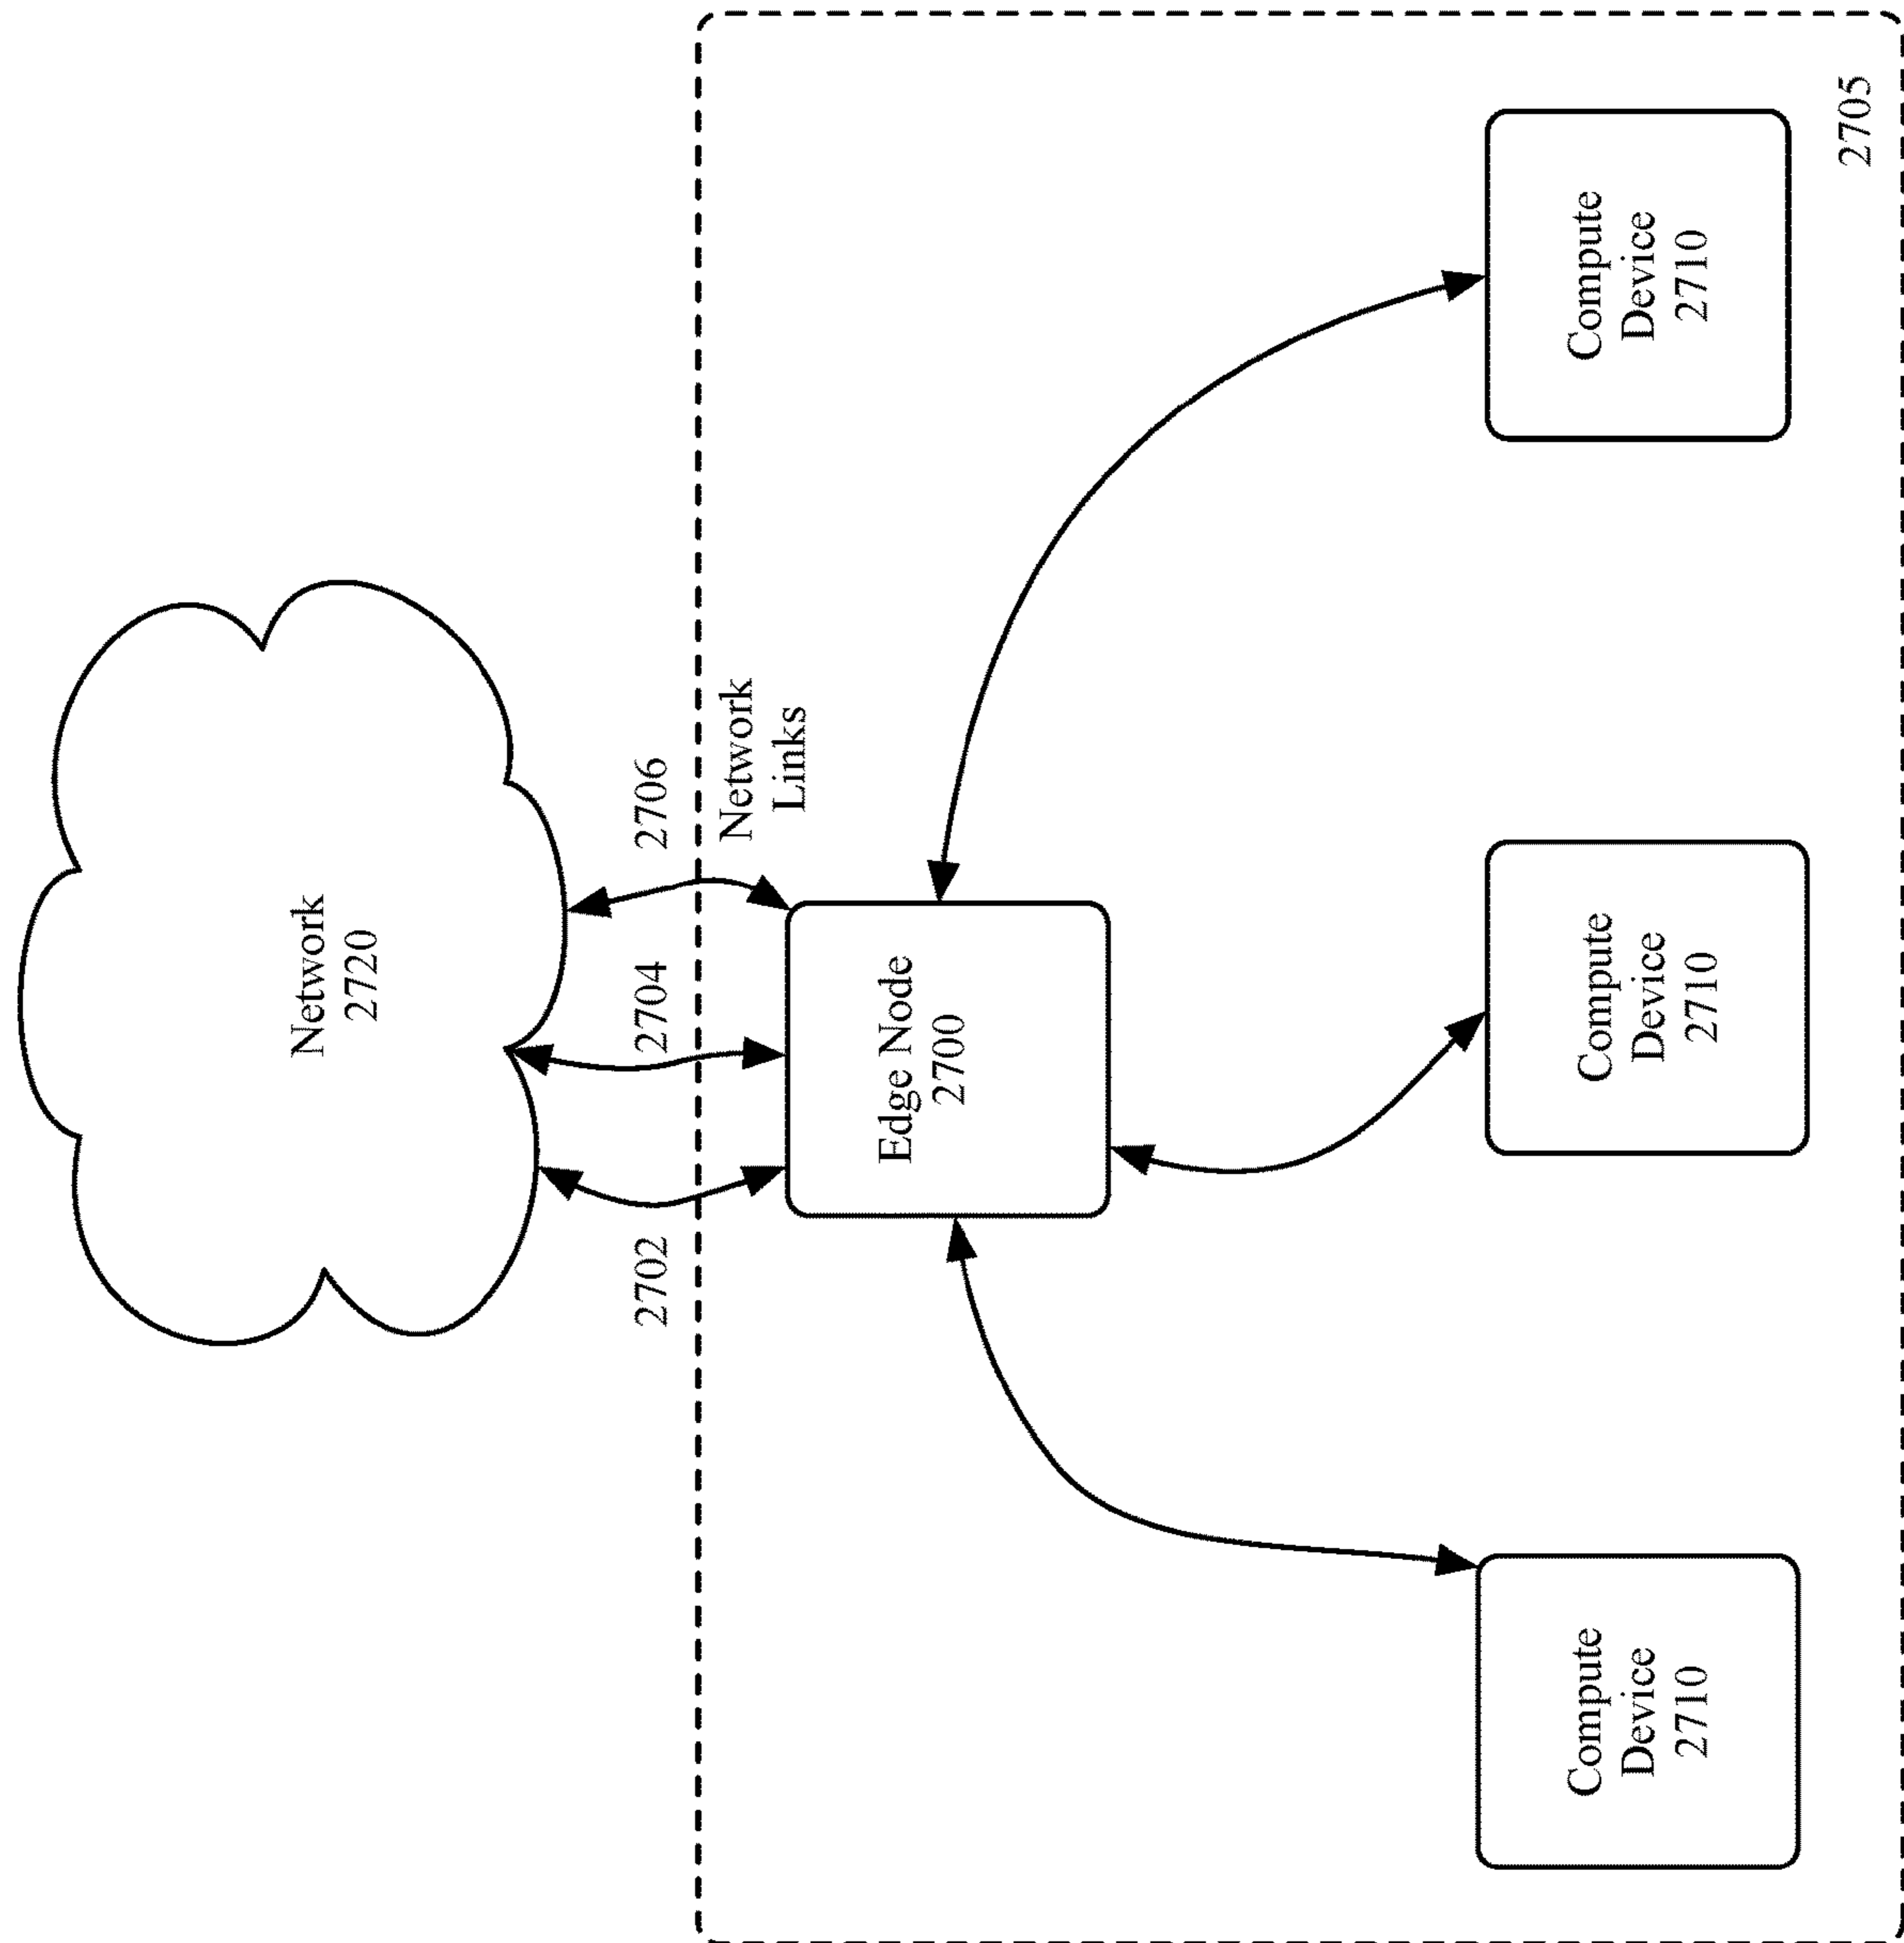 Network
2720
2702
2704
2706
Network
Links
Edge Node
2700
Compute
Device
2710
Compute
Device
2710
Compute
Device
2710
2705